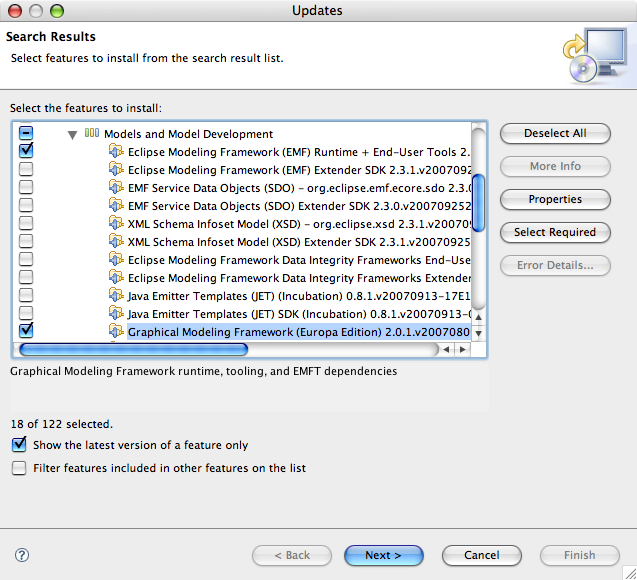 Updates
Search Results
Select features to install from the search result list.
Select the features to install:
Models and Model Development
Eclipse Modeling Framework (EMF) Runtime + End-User Tools 2.
Eclipse Modeling Framework (EMF) Extender SDK 2.3.1.v2007092
EMF Service Data Objects (SDO) - org.eclipse.emf.ecore.sdo 2.3.0
EMF Service Data Objects (SDO) Extender SDK 2.3.0.v200709252
XML Schema Infoset Model (XSD) - org.eclipse.xsd 2.3.1.v20070
XML Schema Infoset Model (XSD) Extender SDK 2.3.1.v20070925
Eclipse Modeling Framework Data Integrity Frameworks End-Use
Eclipse Modeling Framework Data Integrity Frameworks Extender
Java Emitter Templates (JET) (Incubation) 0.8.1.v20070913-17E1
Java Emitter Templates (JET) SDK (Incubation) 0.8.1.v20070913-
Graphical Modeling Framework (Europa Edition) 2.0.1.v2007080
Deselect All
More Info
Properties
Select Required
Error Details...
Graphical Modeling Framework runtime, tooling, and EMFT dependencies
18 of 122 selected.
Show the latest version of a feature only
Filter features included in other features on the list
?
< Back
Next >
Cancel
Finish